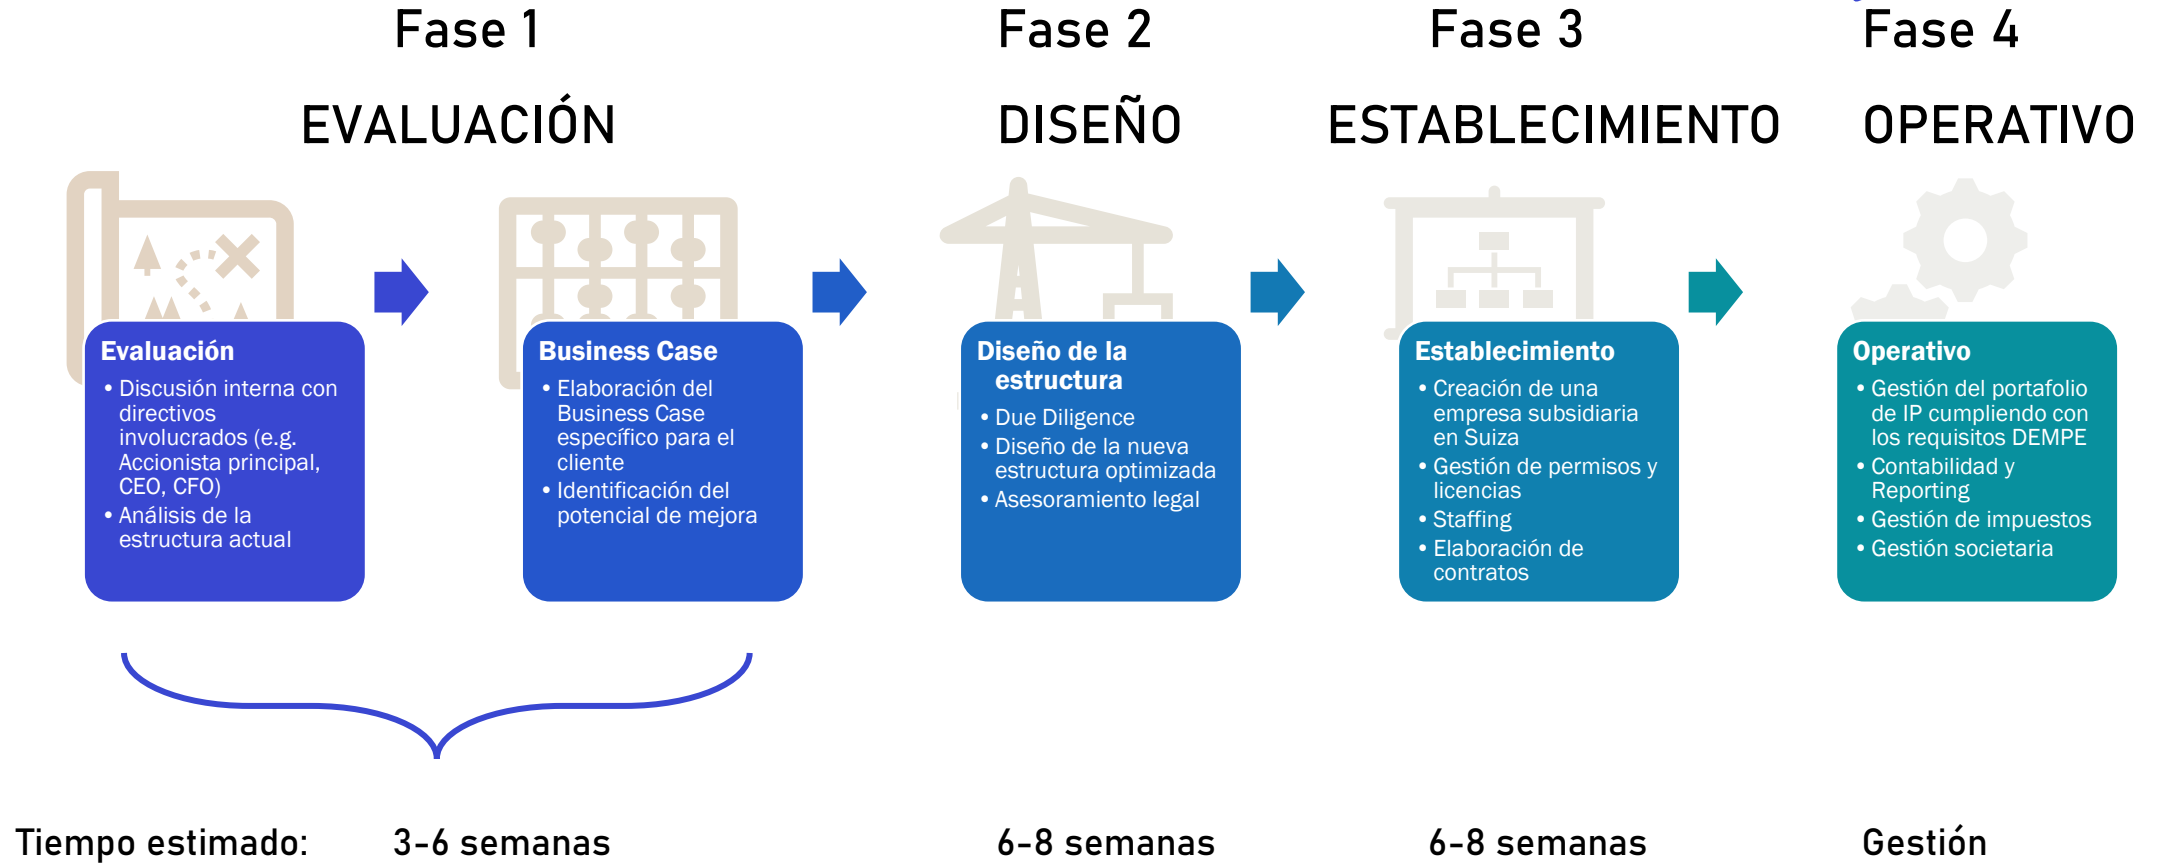 Fase 1
EVALUACIÓN
Fase 2
DISEÑO
Fase 3
ESTABLECIMIENTO
Fase 4
OPERATIVO
Evaluación
• Discusión interna con
directivos
involucrados (e.g.
Accionista principal,
CEO, CFO)
• Análisis de la
estructura actual
Business Case
• Elaboración del
Business Case
específico para el
cliente
• Identificación del
potencial de mejora
Diseño de la
estructura
• Due Diligence
• Diseño de la nueva
estructura optimizada
• Asesoramiento legal
Establecimiento
• Creación de una
empresa subsidiaria
en Suiza
• Gestión de permisos y
licencias
• Staffing
• Elaboración de
contratos
Operativo
• Gestión del portafolio
de IP cumpliendo con
los requisitos DEMPE
• Contabilidad y
Reporting
• Gestión de impuestos
• Gestión societaria
Tiempo estimado:
3-6 semanas
6-8 semanas
6-8 semanas
Gestión